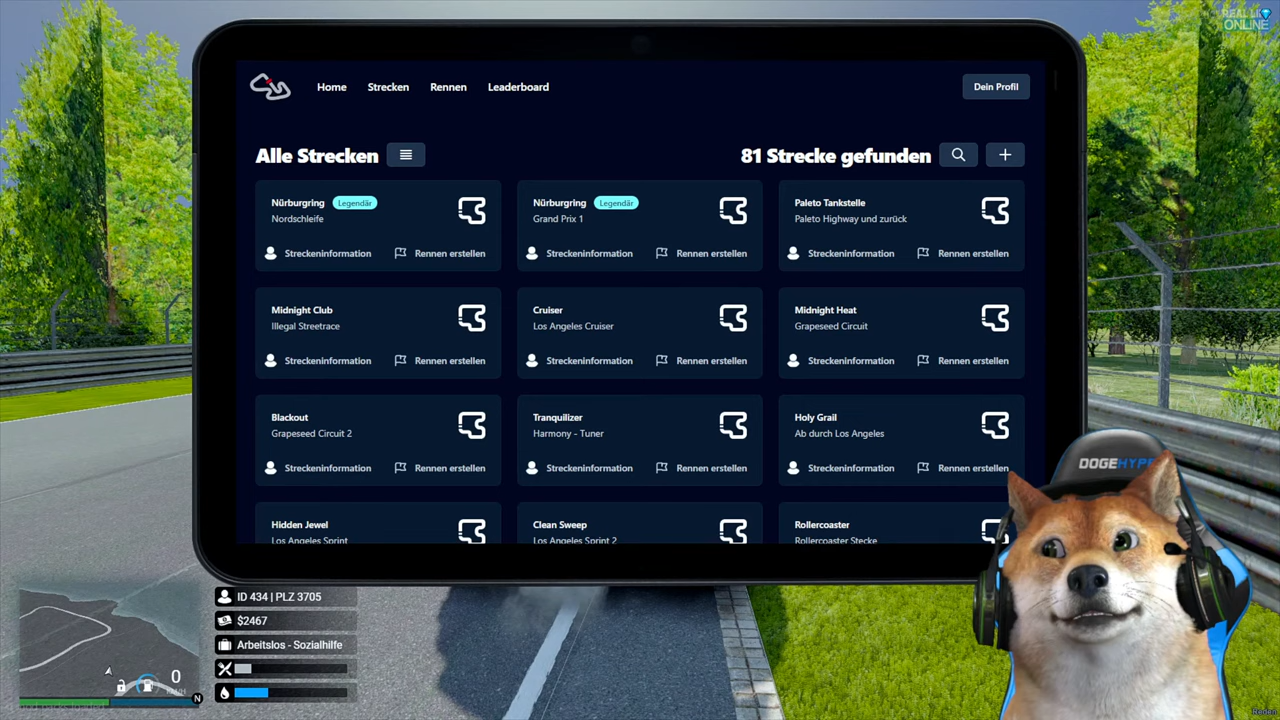 REAL LIFE
ONLINE
Home Strecken Rennen Leaderboard Dein Profil
Alle Strecken 81 Strecke gefunden
Nürburgring Legendär
Nordschleife
Streckeninformation Rennen erstellen
Nürburgring Legendär
Grand Prix 1
Streckeninformation Rennen erstellen
Paleto Tankstelle
Paleto Highway und zurück
Streckeninformation Rennen erstellen
Midnight Club
Illegal Streetrace
Streckeninformation Rennen erstellen
Cruiser
Los Angeles Cruiser
Streckeninformation Rennen erstellen
Midnight Heat
Grapeseed Circuit
Streckeninformation Rennen erstellen
Blackout
Grapeseed Circuit 2
Streckeninformation Rennen erstellen
Tranquilizer
Harmony - Tuner
Streckeninformation Rennen erstellen
Holy Grail
Ab durch Los Angeles
Streckeninformation Rennen erstellen
Hidden Jewel
Los Angeles Sprint
Clean Sweep
Los Angeles Sprint 2
Rollercoaster
Rollercoaster Stecke
DOGEHYPE
ID 434 | PLZ 3705
$2467
Arbeitslos - Sozialhilfe
0
KM/H
N
Reden